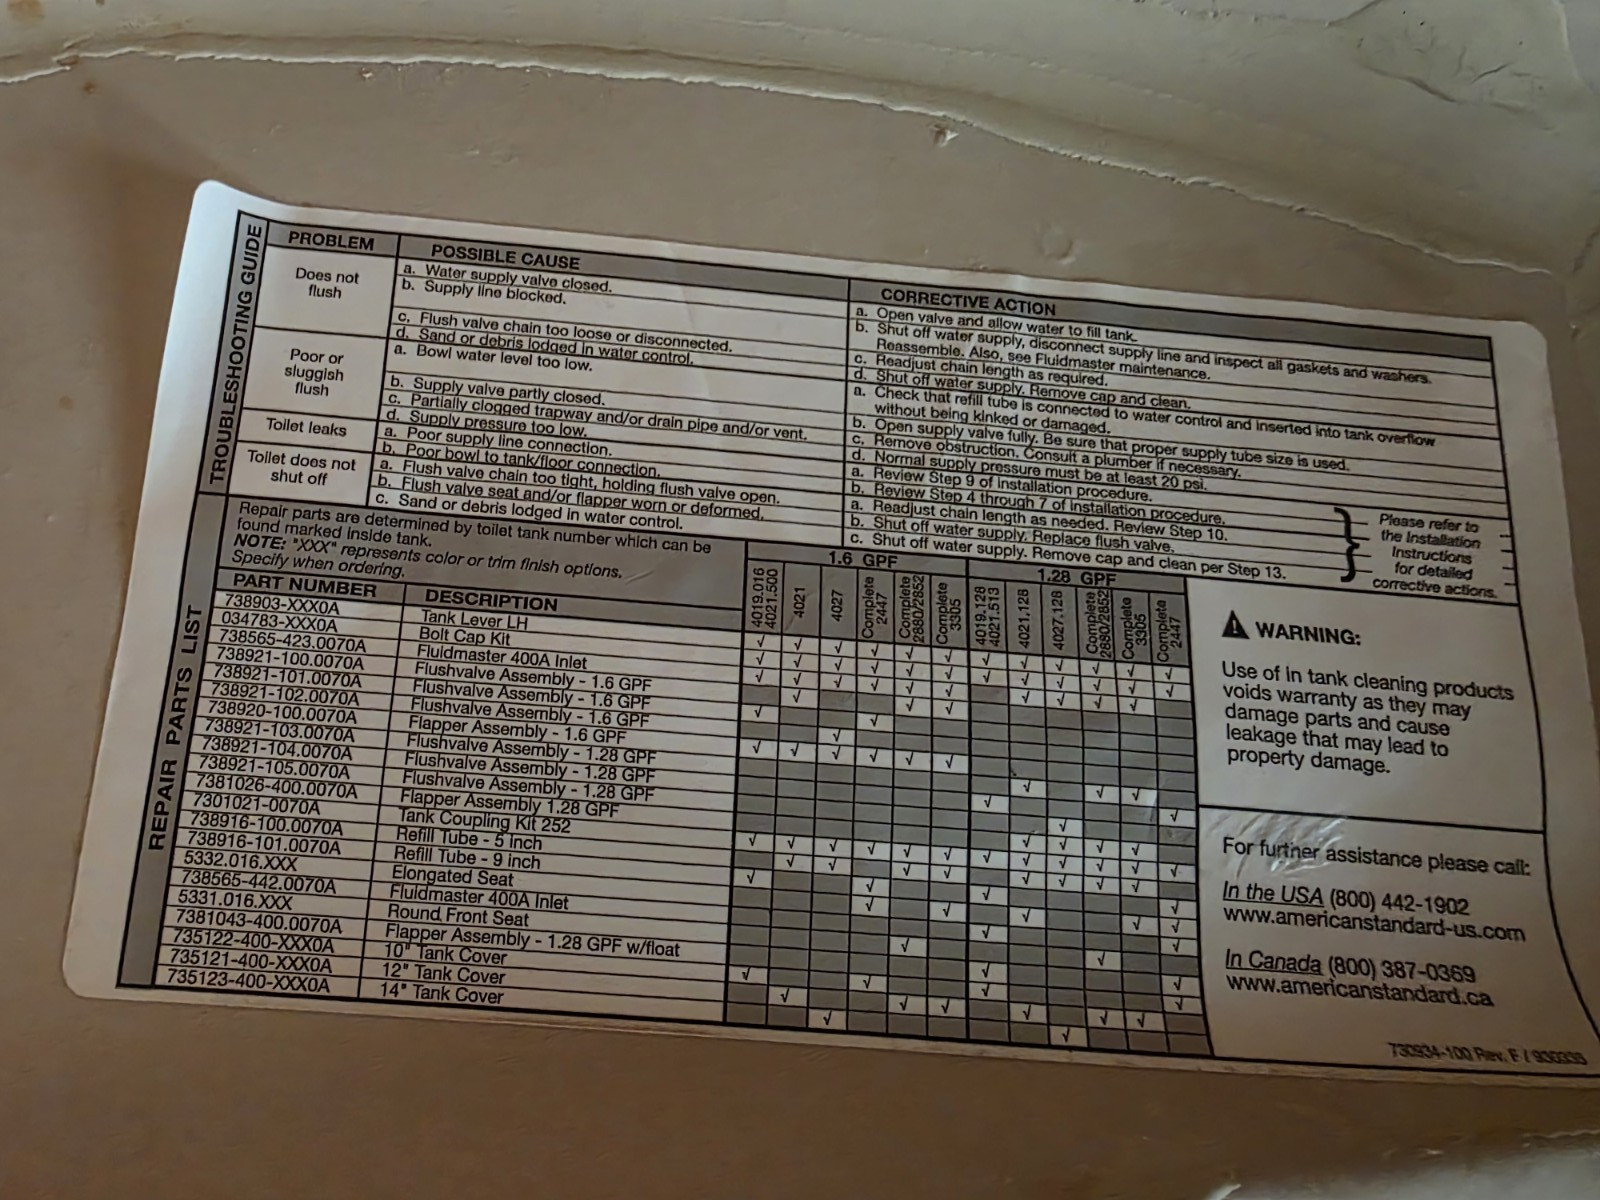 TROUBLESHOOTING GUIDE
PROBLEM POSSIBLE CAUSE CORRECTIVE ACTION
Does not flush
a. Water supply valve closed.
b. Supply line blocked.
c. Flush valve chain too loose or disconnected.
d. Sand or debris lodged in water control.
a. Open valve and allow water to fill tank.
b. Shut off water supply, disconnect supply line and inspect all gaskets and washers.
Reassemble. Also, see Fluidmaster maintenance.
c. Readjust chain length as required.
d. Shut off water supply. Remove cap and clean.
Poor or
sluggish
flush
a. Bowl water level too low.
b. Supply valve partly closed.
c. Partially clogged trapway and/or drain pipe and/or vent.
d. Supply pressure too low.
a. Check that refill tube is connected to water control and inserted into tank overflow
without being kinked or damaged.
b. Open supply valve fully. Be sure that proper supply tube size is used.
c. Remove obstruction. Consult a plumber if necessary.
d. Normal supply pressure must be at least 20 psi.
Toilet leaks
a. Poor supply line connection.
b. Poor bowl to tank/floor connection.
a. Review Step 9 of installation procedure.
b. Review Step 4 through 7 of installation procedure.
Toilet does not
shut off
a. Flush valve chain too tight, holding flush valve open.
b. Flush valve seat and/or flapper worn or deformed.
c. Sand or debris lodged in water control.
a. Readjust chain length as needed. Review Step 10.
b. Shut off water supply. Replace flush valve.
c. Shut off water supply. Remove cap and clean per Step 13.
Please refer to
the Installation
Instructions
for detailed
corrective actions.
REPAIR PARTS LIST
Repair parts are determined by toilet tank number which can be
found marked inside tank.
NOTE: "XXX" represents color or trim finish options.
Specify when ordering.
1.6 GPF 1.28 GPF
PART NUMBER DESCRIPTION
4019.016 4021.500
4021
4027
Complete 2447
Complete 2880/2852
Complete 3305
4019.128 4021.513
4021.128
4027.128
Complete 2880/2852
Complete 3305
Complete 2447
738903-XXX0A Tank Lever LH
034783-XXX0A Bolt Cap Kit
738565-423.0070A Fluidmaster 400A Inlet
738921-100.0070A Flushvalve Assembly - 1.6 GPF
738921-101.0070A Flushvalve Assembly - 1.6 GPF
738921-102.0070A Flushvalve Assembly - 1.6 GPF
738920-100.0070A Flapper Assembly - 1.6 GPF
738921-103.0070A Flushvalve Assembly - 1.28 GPF
738921-104.0070A Flushvalve Assembly - 1.28 GPF
738921-105.0070A Flushvalve Assembly - 1.28 GPF
7381026-400.0070A Flapper Assembly 1.28 GPF
7301021-0070A Tank Coupling Kit 252
738916-100.0070A Refill Tube - 5 inch
738916-101.0070A Refill Tube - 9 inch
5332.016.XXX Elongated Seat
738565-442.0070A Fluidmaster 400A Inlet
5331.016.XXX Round Front Seat
7381043-400.0070A Flapper Assembly - 1.28 GPF w/float
735122-400-XXX0A 10" Tank Cover
735121-400-XXX0A 12" Tank Cover
735123-400-XXX0A 14" Tank Cover
WARNING:
Use of in tank cleaning products
voids warranty as they may
damage parts and cause
leakage that may lead to
property damage.
For further assistance please call:
In the USA (800) 442-1902
www.americanstandard-us.com
In Canada (800) 387-0369
www.americanstandard.ca
730934-100 Rev. F /